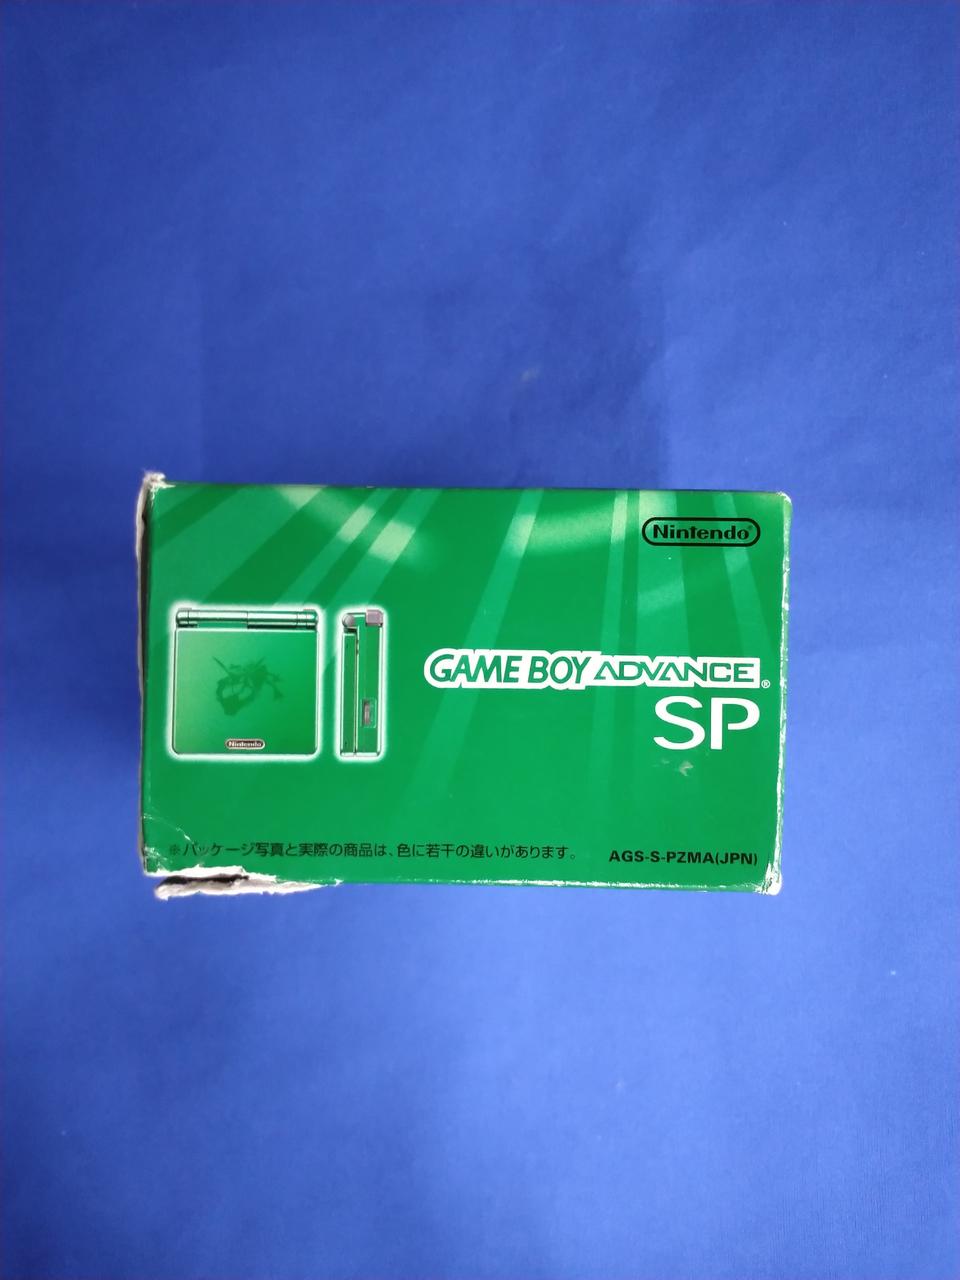 Nintendo®
GAME BOY ADVANCE®
SP
Nintendo
※パッケージ写真と実際の商品は、色に若干の違いがあります。
AGS-S-PZMA(JPN)